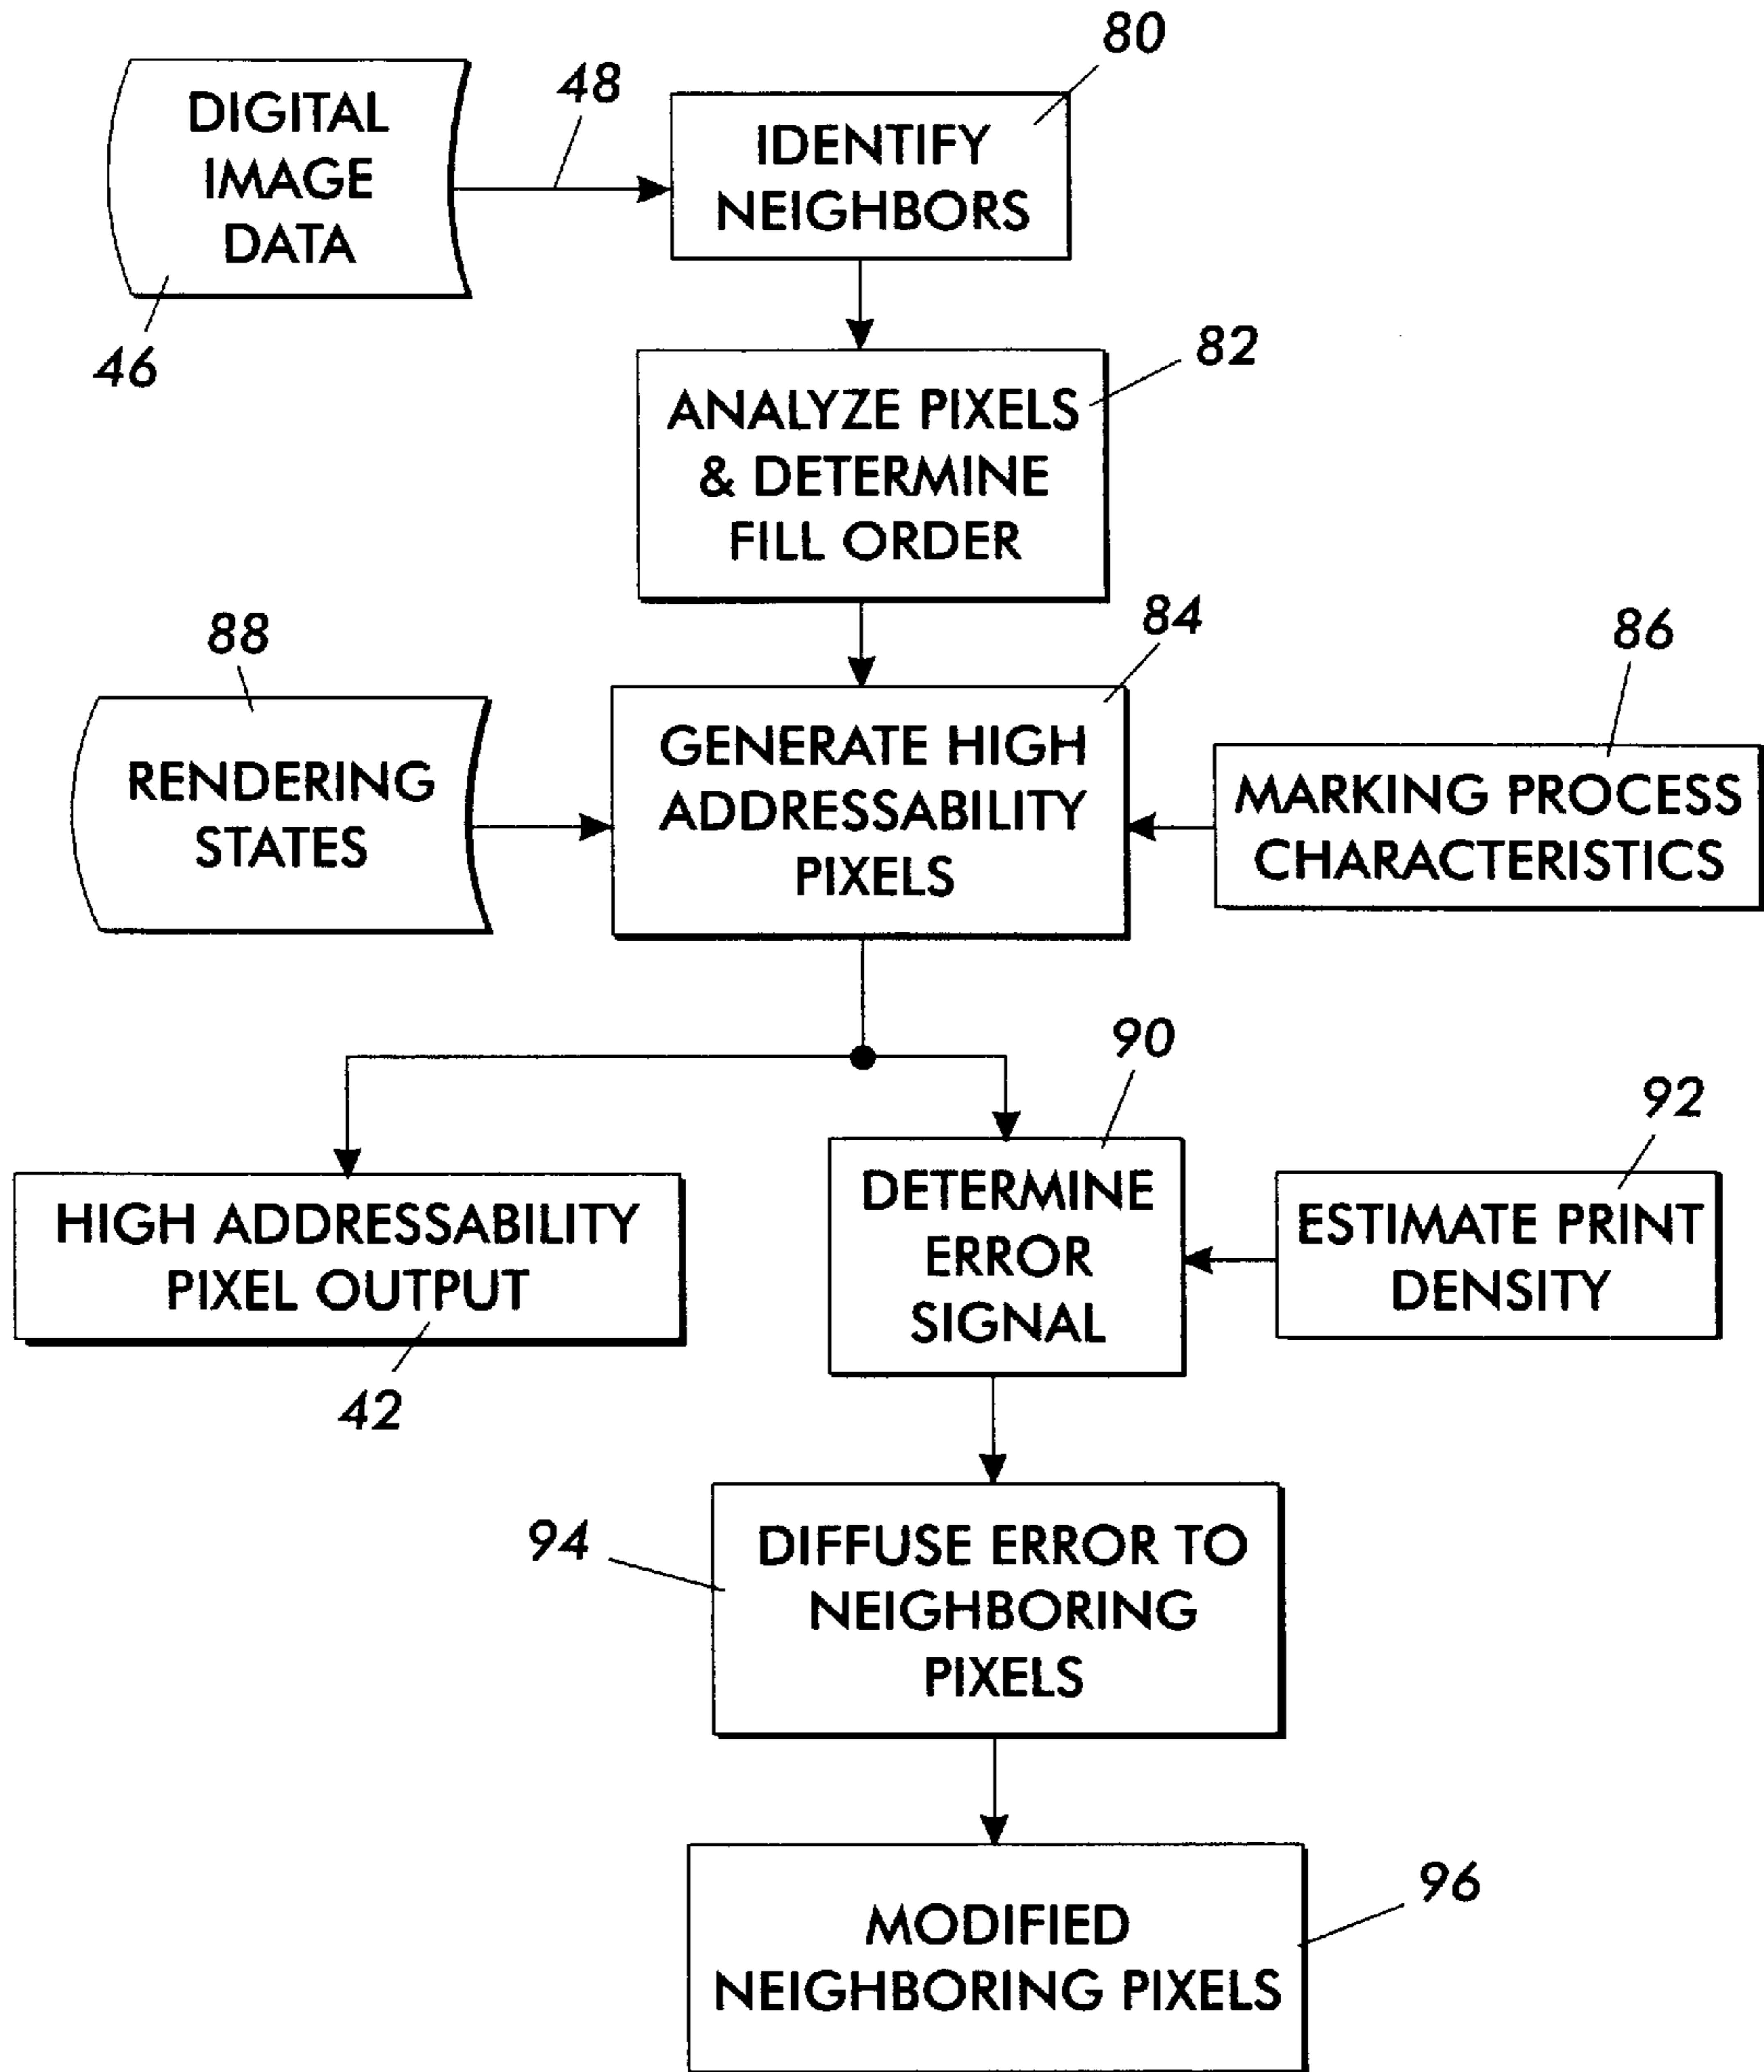 80
48
DIGITAL
IMAGE
DATA
IDENTIFY
NEIGHBORS
46
82
ANALYZE PIXELS
& DETERMINE
FILL ORDER
88
84
86
RENDERING
STATES
GENERATE HIGH
ADDRESSABILITY
PIXELS
MARKING PROCESS
CHARACTERISTICS
90
92
HIGH ADDRESSABILITY
PIXEL OUTPUT
DETERMINE
ERROR
SIGNAL
ESTIMATE PRINT
DENSITY
42
94
DIFFUSE ERROR TO
NEIGHBORING
PIXELS
96
MODIFIED
NEIGHBORING PIXELS